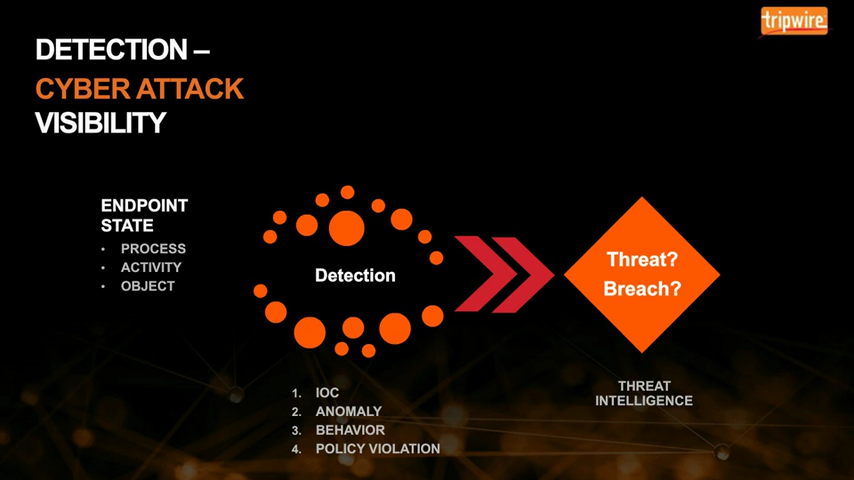 tripwire
DETECTION –
CYBER ATTACK
VISIBILITY
ENDPOINT
STATE
• PROCESS
• ACTIVITY
• OBJECT
Detection
Threat?
Breach?
1. IOC
2. ANOMALY
3. BEHAVIOR
4. POLICY VIOLATION
THREAT
INTELLIGENCE